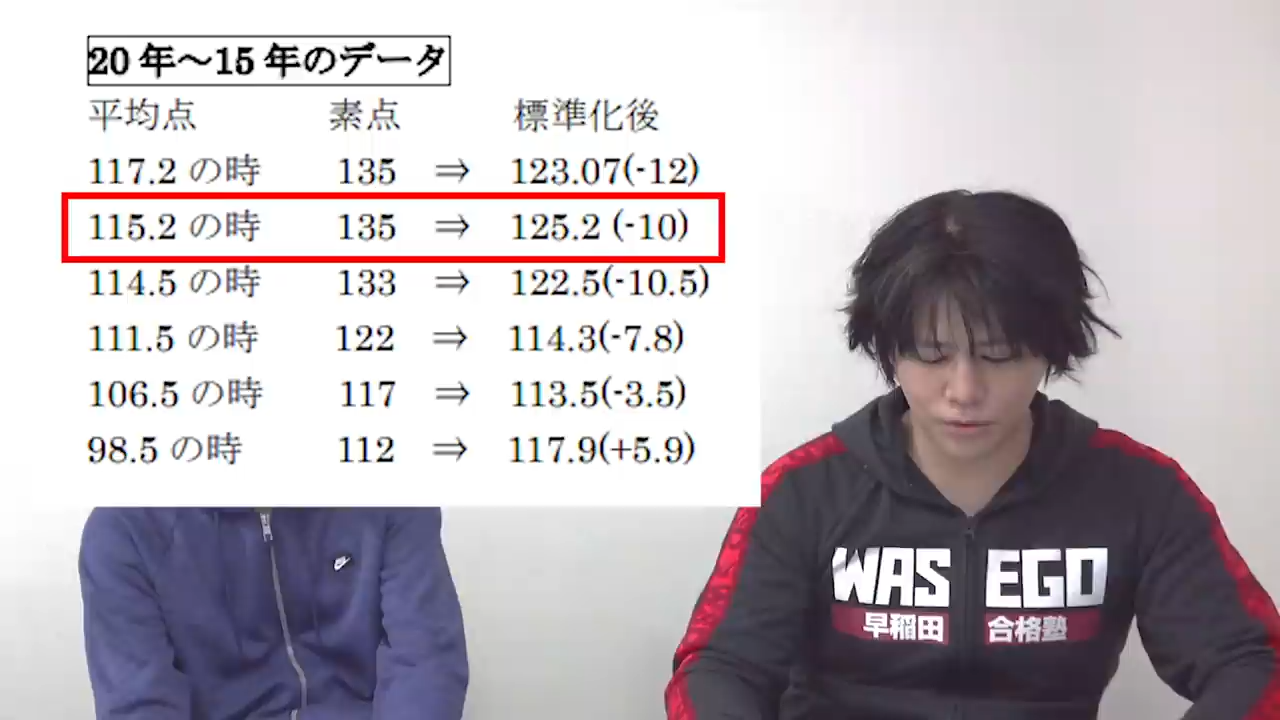 20年～15年のデータ
平均点 素点 標準化後
117.2の時 135 ⇒ 123.07(-12)
115.2の時 135 ⇒ 125.2 (-10)
114.5の時 133 ⇒ 122.5(-10.5)
111.5の時 122 ⇒ 114.3(-7.8)
106.5の時 117 ⇒ 113.5(-3.5)
98.5の時 112 ⇒ 117.9(+5.9)
WAS EGO
早稲田 合格塾